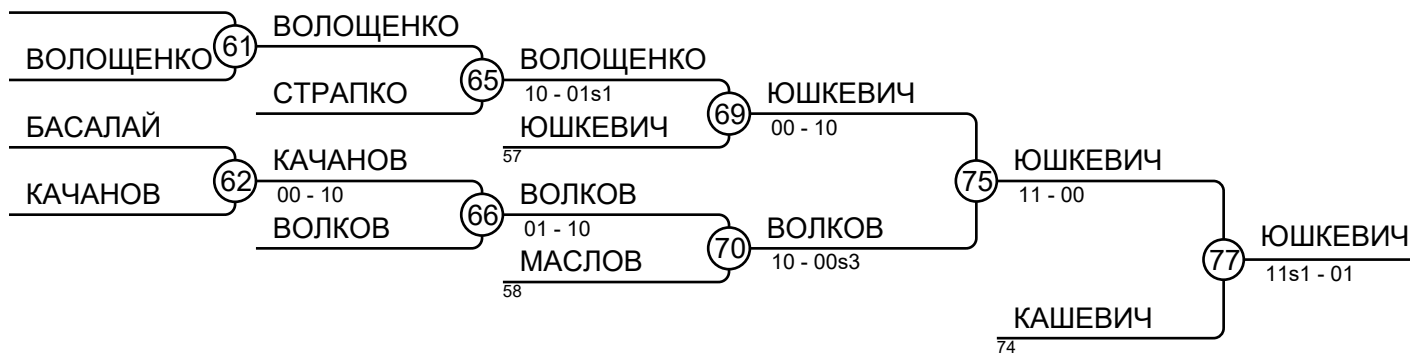 ВОЛОЩЕНКО
61
ВОЛОЩЕНКО
СТРАПКО
65
ВОЛОЩЕНКО
10 - 01s1
ЮШКЕВИЧ
57
69
ЮШКЕВИЧ
00 - 10
БАСАЛАЙ
КАЧАНОВ
62
КАЧАНОВ
00 - 10
ВОЛКОВ
66
ВОЛКОВ
01 - 10
МАСЛОВ
58
70
ВОЛКОВ
10 - 00s3
75
ЮШКЕВИЧ
11 - 00
КАШЕВИЧ
74
77
ЮШКЕВИЧ
11s1 - 01